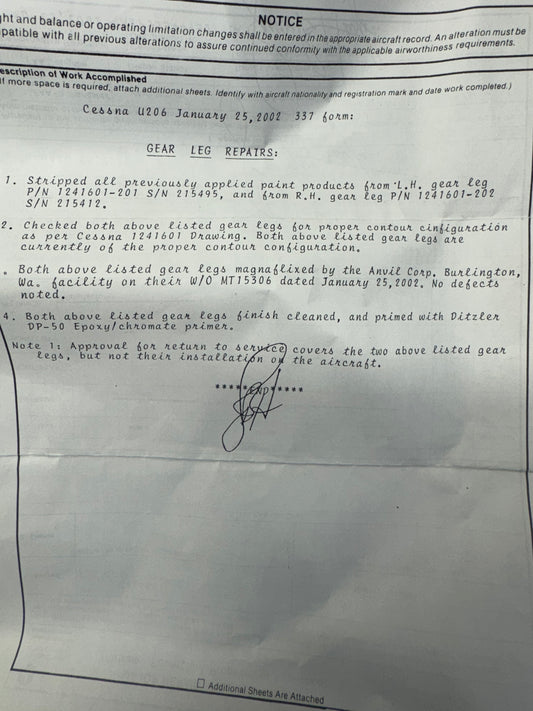 NOTICE
ht and balance or operating limitation changes shall be entered in the appropriate aircraft record. An alteration must be
patible with all previous alterations to assure continued conformity with the applicable airworthiness requirements.
escription of Work Accomplished
f more space is required, attach additional sheets. Identify with aircraft nationality and registration mark and date work completed.)
Cessna U206 January 25,2002 337 form:
GEAR LEG REPAIRS:
1. Stripped all previously applied paint products from L.H. gear leg
P/N 1241601-201 S/N 215495, and from R.H. gear leg P/N 1241601-202
S/N 215412.
2. Checked both above listed gear legs for proper contour cinfiguration
as per Cessna 1241601 Drawing. Both above listed gear legs are
currently of the proper contour configuration.
. Both above listed gear legs magnaflixed by the Anvil Corp. Burlington,
Wa. facility on their W/O MT15306 dated January 25,2002. No defects
noted.
4. Both above listed gear legs finish cleaned, and primed with Ditzler
DP-50 Epoxy/chromate primer.
Note 1: Approval for return to service covers the two above listed gear
legs, but not their installation on the aircraft.
*****END*****
Additional Sheets Are Attached